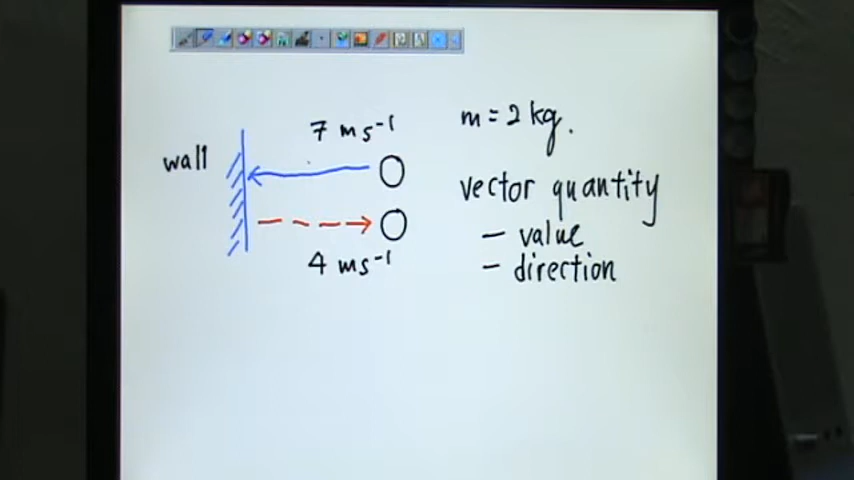 7 ms⁻¹
m = 2 kg.
wall
vector quantity
– value
– direction
4 ms⁻¹